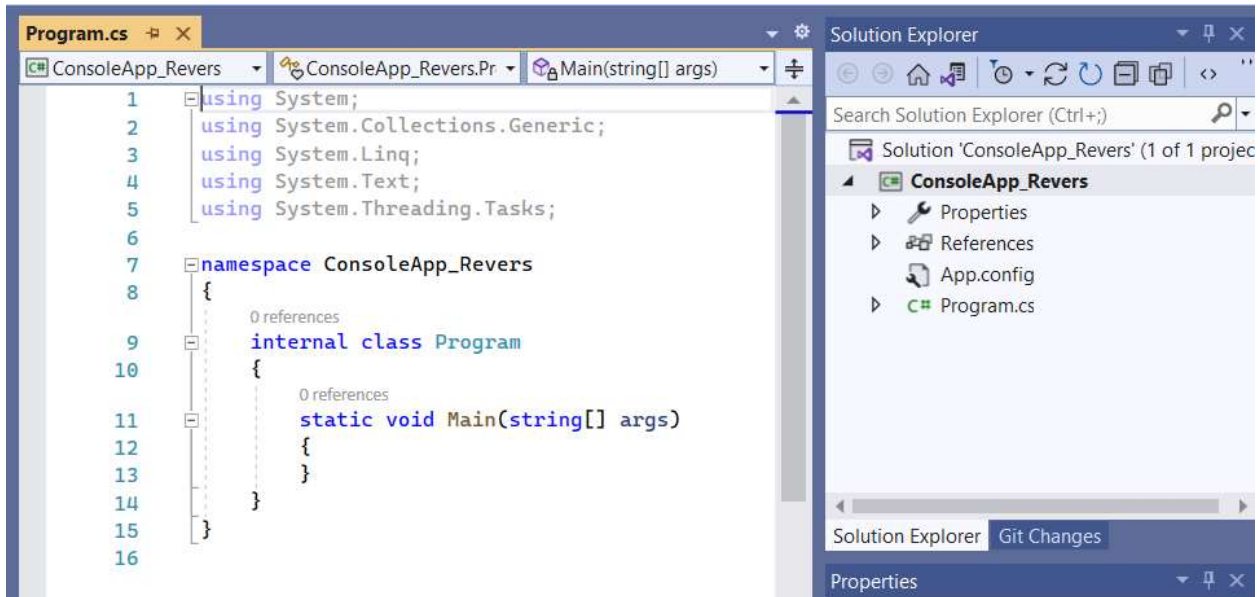 Program.cs
ConsoleApp_Revers
ConsoleApp_Revers.Pr
Main(string[] args)
1 using System;
2 using System.Collections.Generic;
3 using System.Linq;
4 using System.Text;
5 using System.Threading.Tasks;
6
7 namespace ConsoleApp_Revers
8 {
0 references
9 internal class Program
10 {
0 references
11 static void Main(string[] args)
12 {
13 }
14 }
15 }
16
Solution Explorer
Search Solution Explorer (Ctrl+;)
Solution 'ConsoleApp_Revers' (1 of 1 projec
ConsoleApp_Revers
Properties
References
App.config
C# Program.cs
Solution Explorer
Git Changes
Properties